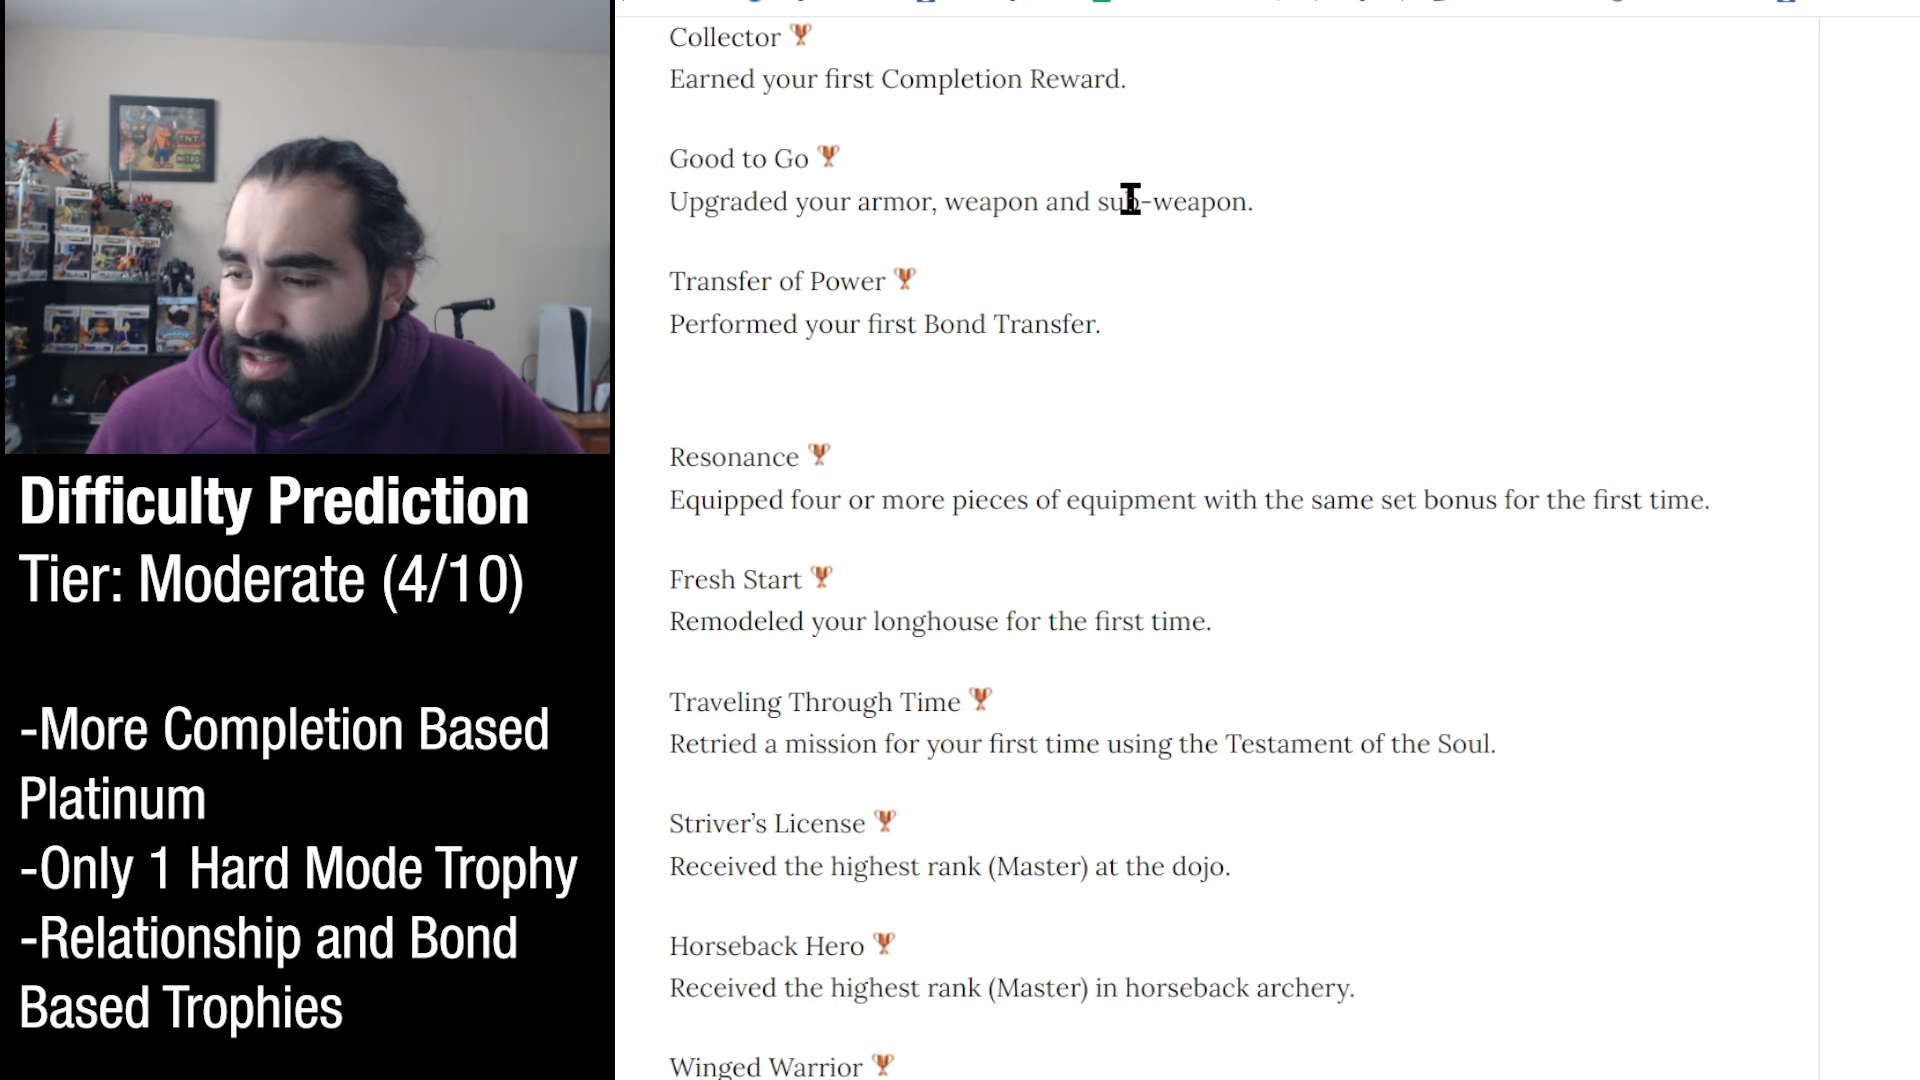 Difficulty Prediction
Tier: Moderate (4/10)
-More Completion Based
Platinum
-Only 1 Hard Mode Trophy
-Relationship and Bond
Based Trophies
Collector
Earned your first Completion Reward.
Good to Go
Upgraded your armor, weapon and sub-weapon.
Transfer of Power
Performed your first Bond Transfer.
Resonance
Equipped four or more pieces of equipment with the same set bonus for the first time.
Fresh Start
Remodeled your longhouse for the first time.
Traveling Through Time
Retried a mission for your first time using the Testament of the Soul.
Striver’s License
Received the highest rank (Master) at the dojo.
Horseback Hero
Received the highest rank (Master) in horseback archery.
Winged Warrior